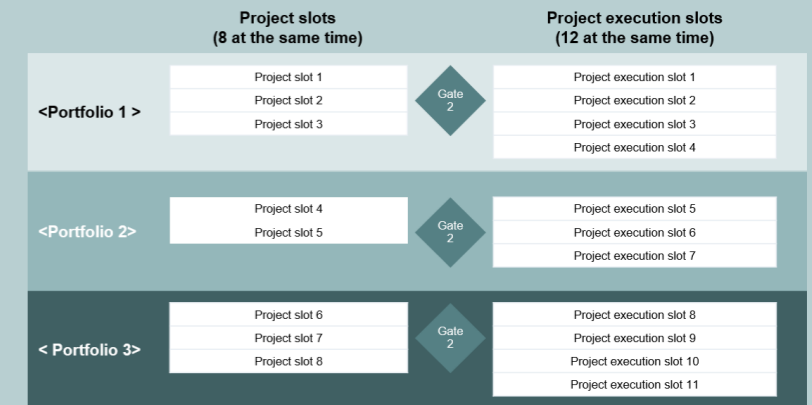 Project slots
(8 at the same time)
Project execution slots
(12 at the same time)
<Portfolio 1 >
Project slot 1
Project slot 2
Project slot 3
Gate
2
Project execution slot 1
Project execution slot 2
Project execution slot 3
Project execution slot 4
<Portfolio 2>
Project slot 4
Project slot 5
Gate
2
Project execution slot 5
Project execution slot 6
Project execution slot 7
< Portfolio 3>
Project slot 6
Project slot 7
Project slot 8
Gate
2
Project execution slot 8
Project execution slot 9
Project execution slot 10
Project execution slot 11